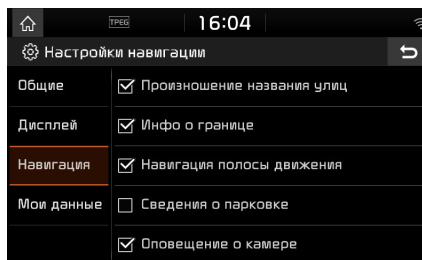 TPEG 16:04
Настройки навигации
Общие
Произношение названия улиц
Дисплей
Инфо о границе
Навигация
Навигация полосы движения
Мои данные
Сведения о парковке
Оповещение о камере